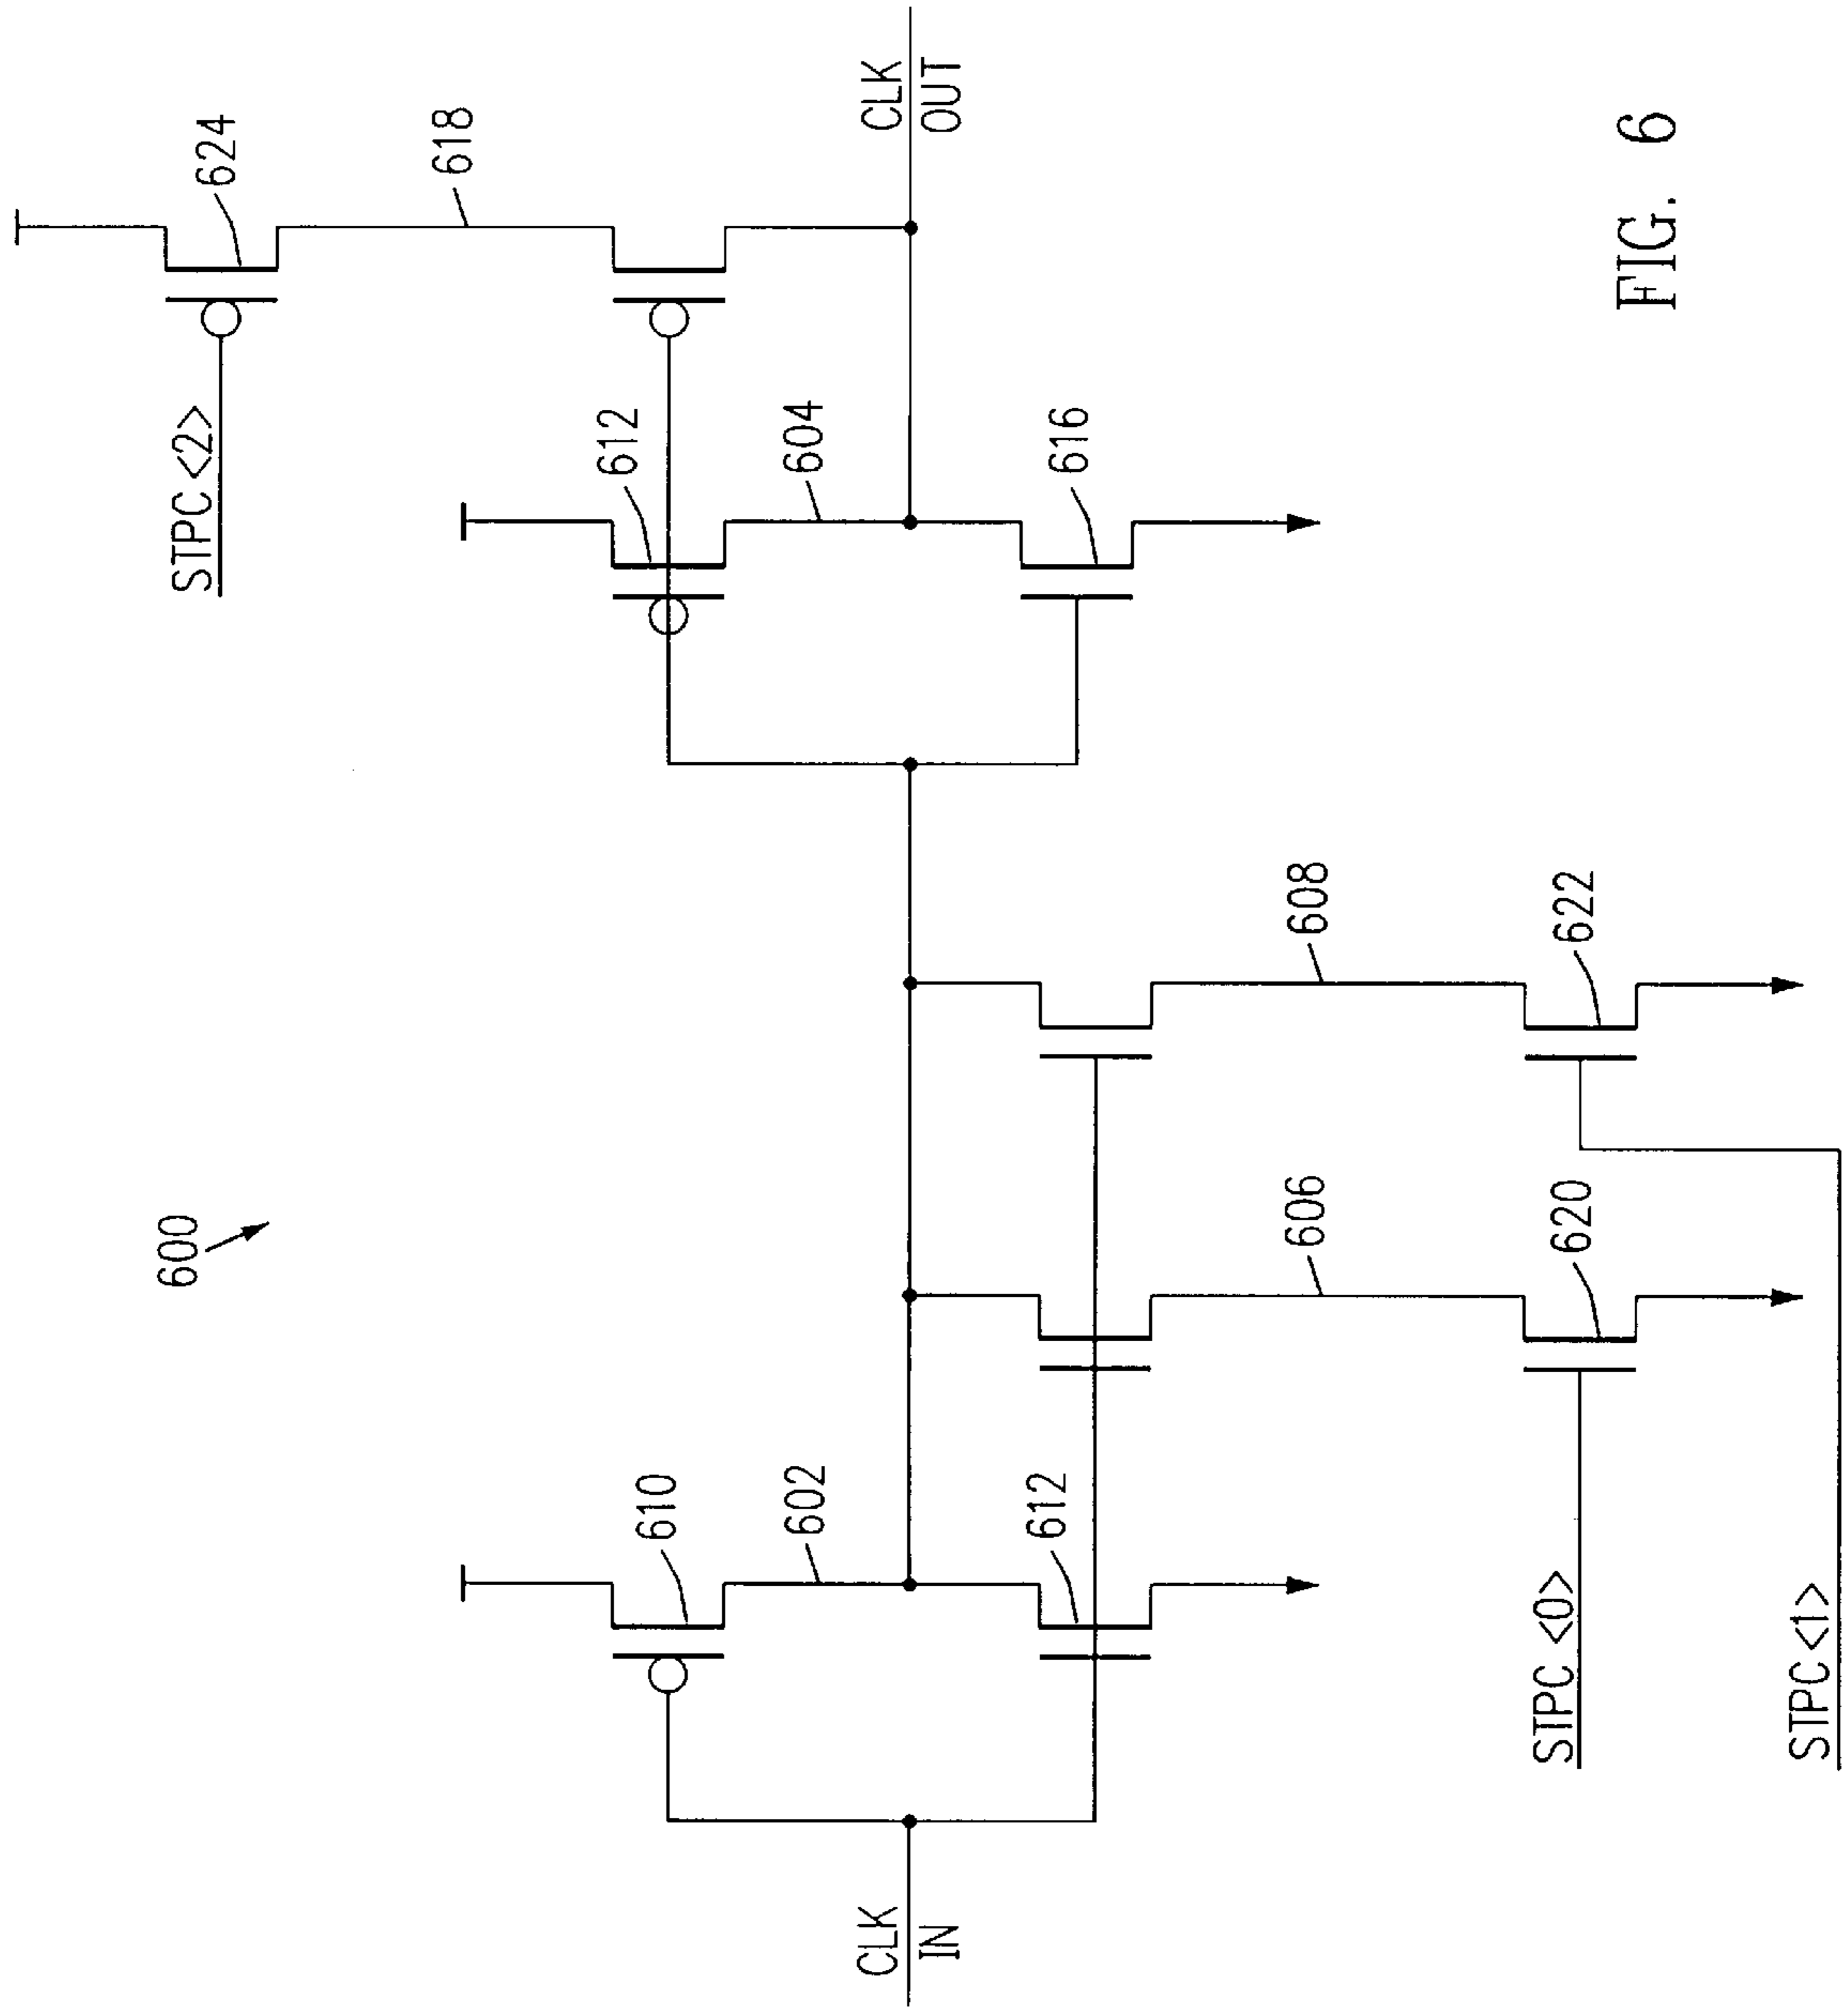 600
STPC <2>
624
618
612
604
CLK
OUT
616
610
602
CLK
IN
612
606
608
STPC <0>
620
622
STPC <1>
FIG. 6